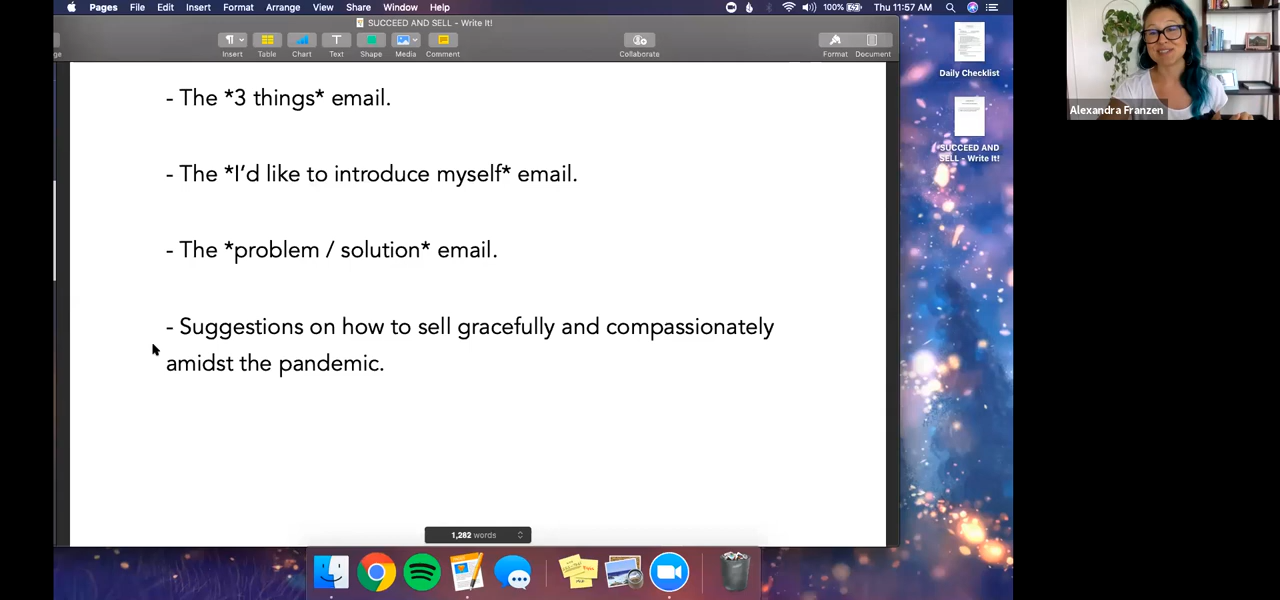 Pages File Edit Insert Format Arrange View Share Window Help 100% Thu 11:57 AM
SUCCEED AND SELL - Write It!
ge Insert Table Chart Text Shape Media Comment Collaborate Format Document
- The *3 things* email.
- The *I'd like to introduce myself* email.
- The *problem / solution* email.
- Suggestions on how to sell gracefully and compassionately
amidst the pandemic.
1,282 words
Daily Checklist
SUCCEED AND
SELL - Write It!
Alexandra Franzen